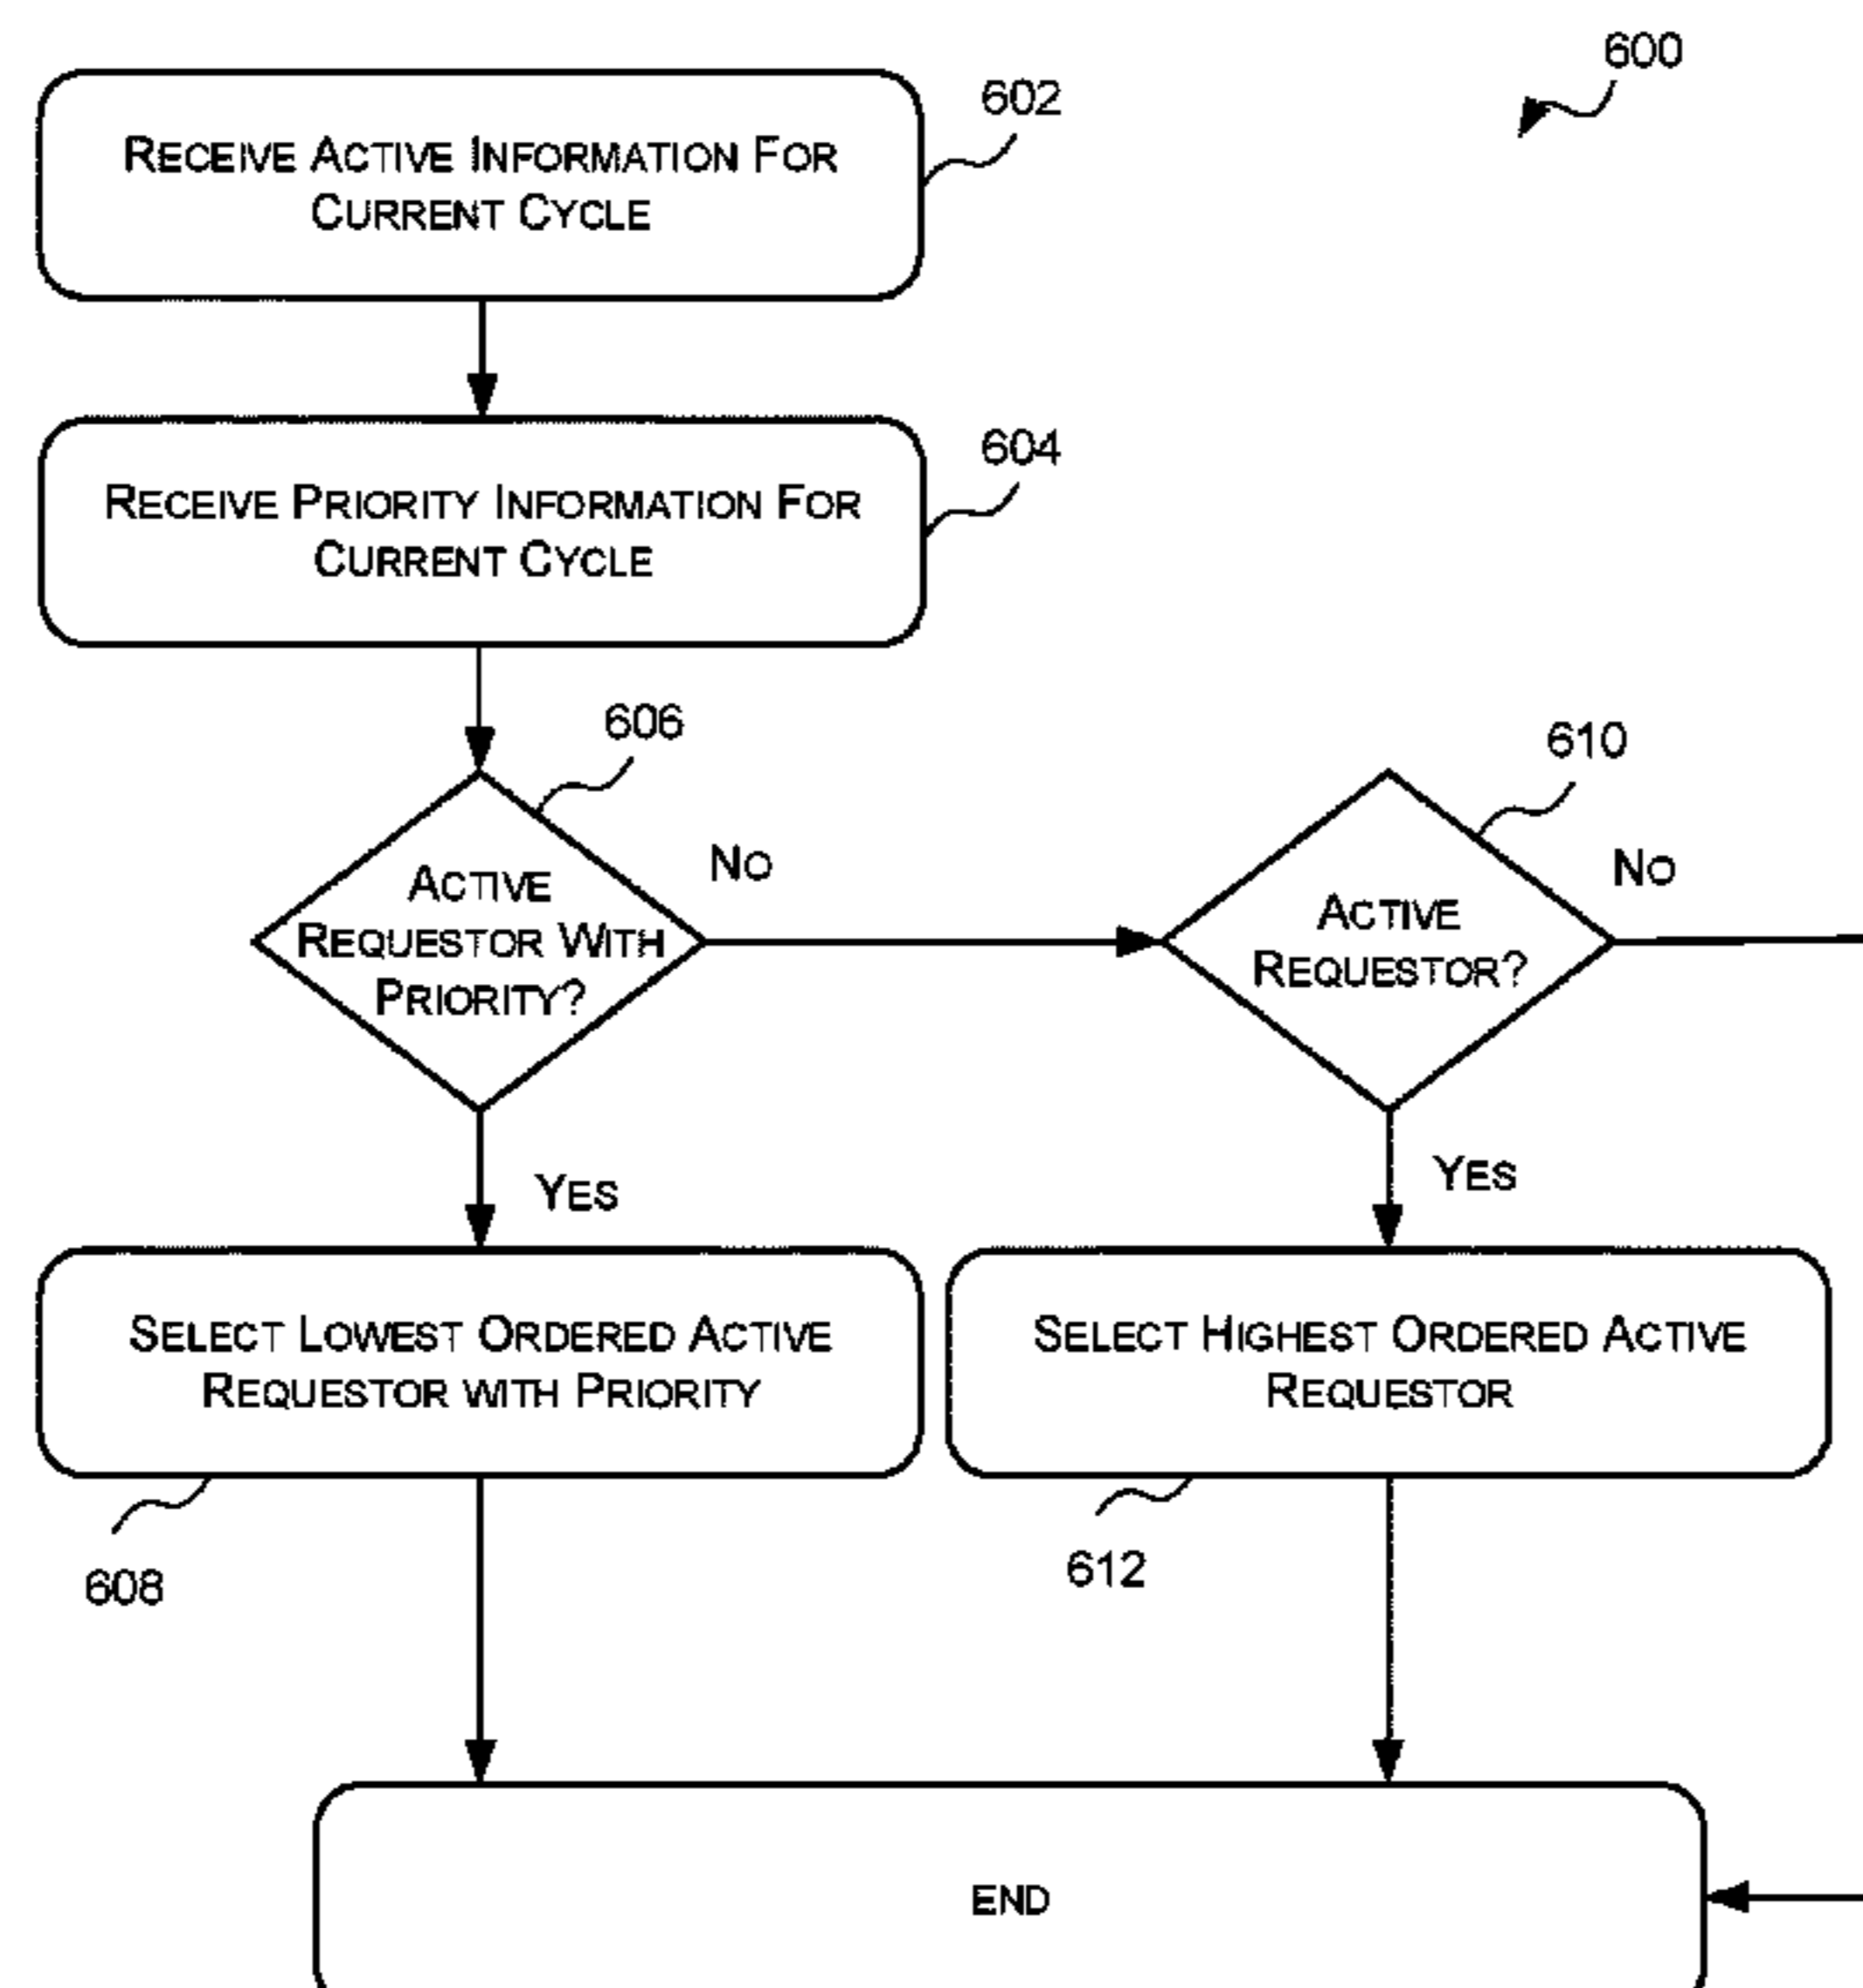 600
602
RECEIVE ACTIVE INFORMATION FOR
CURRENT CYCLE
604
RECEIVE PRIORITY INFORMATION FOR
CURRENT CYCLE
606
ACTIVE
REQUESTOR WITH
PRIORITY?
NO
610
ACTIVE
REQUESTOR?
NO
YES
YES
SELECT LOWEST ORDERED ACTIVE
REQUESTOR WITH PRIORITY
608
SELECT HIGHEST ORDERED ACTIVE
REQUESTOR
612
END